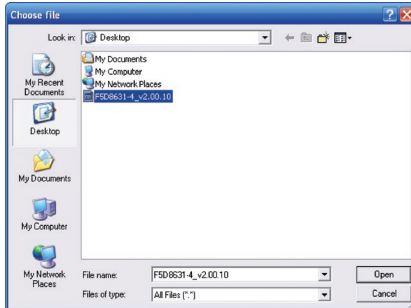 Choose file
Look in:
Desktop
My Documents
My Computer
My Network Places
F5D8631-4_v2.00.10
My Recent
Documents
Desktop
My Documents
My Computer
My Network
Places
File name:
F5D8631-4_v2.00.10
Open
Files of type:
All Files (*.*)
Cancel